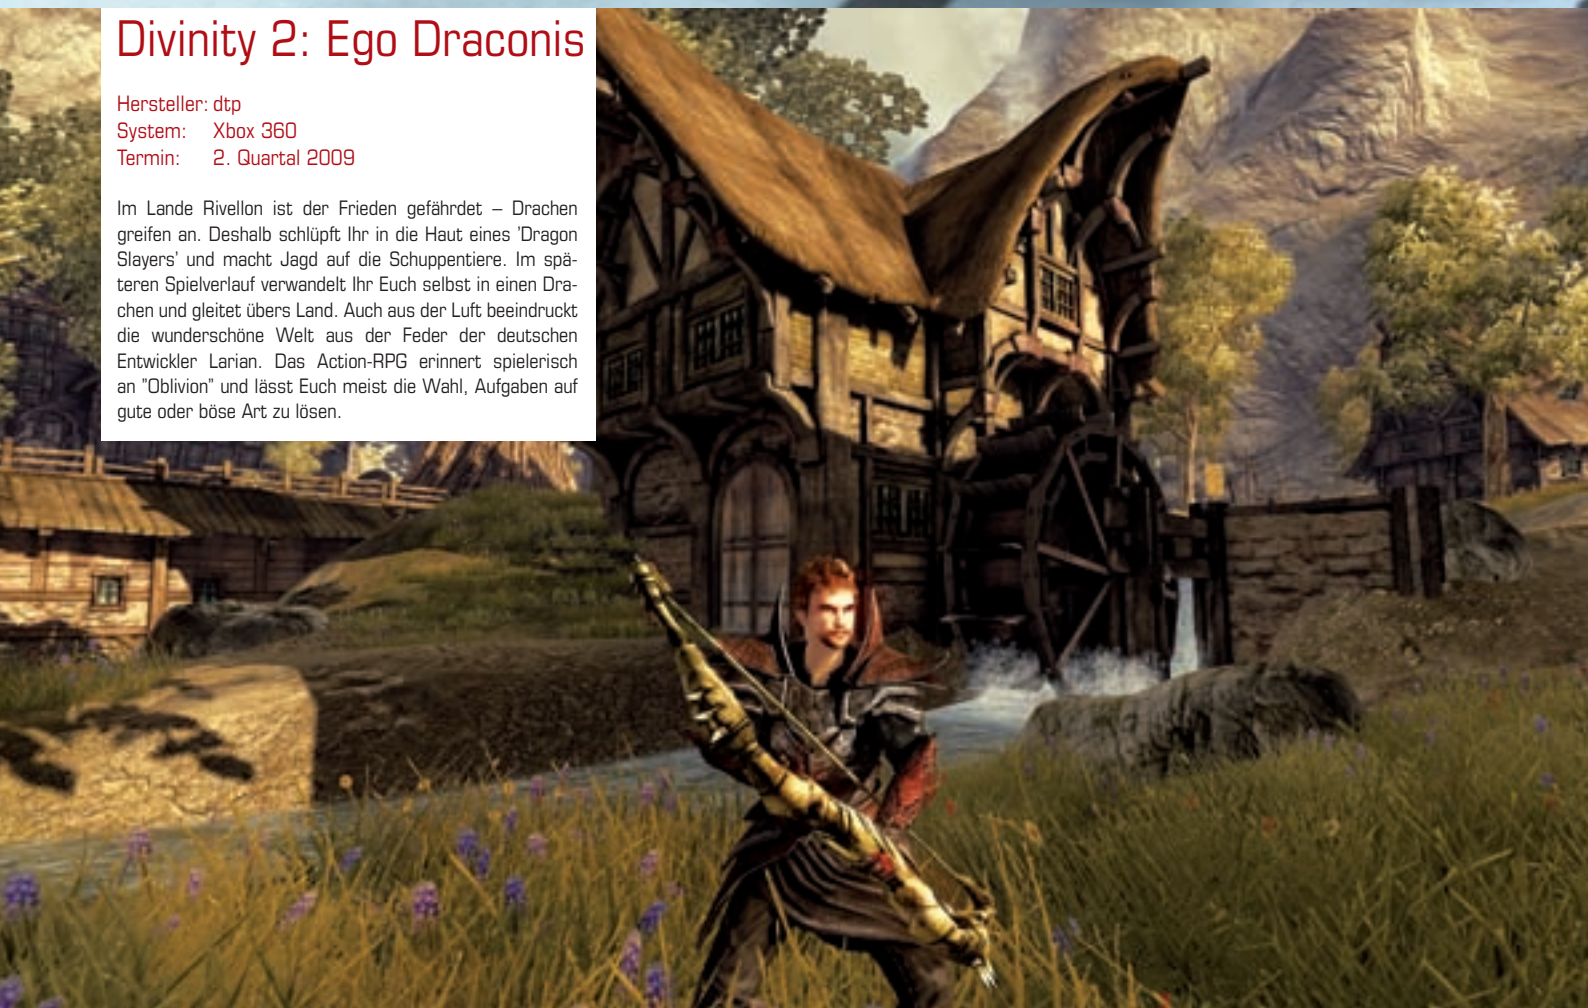 Divinity 2: Ego Draconis
Hersteller: dtp
System: Xbox 360
Termin: 2. Quartal 2009
Im Lande Rivellon ist der Frieden gefährdet – Drachen
greifen an. Deshalb schlüpft Ihr in die Haut eines 'Dragon
Slayers' und macht Jagd auf die Schuppentiere. Im spä-
teren Spielverlauf verwandelt Ihr Euch selbst in einen Dra-
chen und gleitet übers Land. Auch aus der Luft beeindruckt
die wunderschöne Welt aus der Feder der deutschen
Entwickler Larian. Das Action-RPG erinnert spielerisch
an "Oblivion" und lässt Euch meist die Wahl, Aufgaben auf
gute oder böse Art zu lösen.